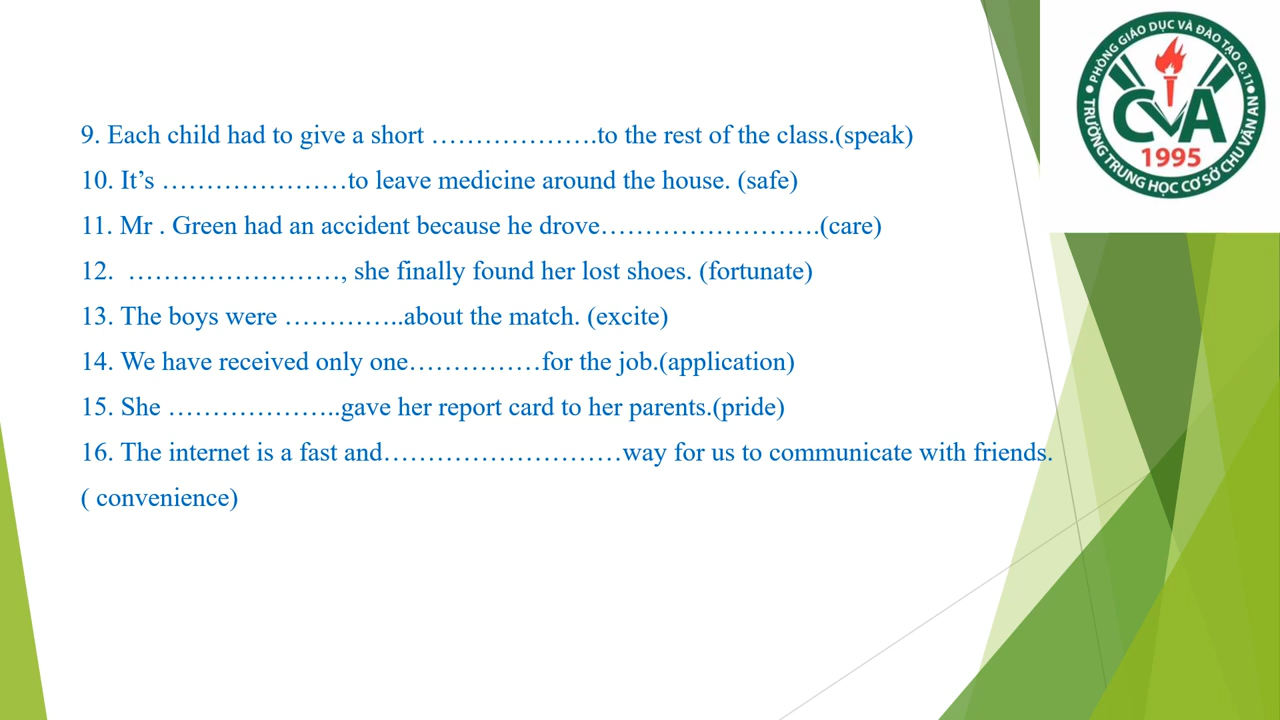 PHÒNG GIÁO DỤC VÀ ĐÀO TẠO Q.11
TRƯỜNG TRUNG HỌC CƠ SỞ CHU VĂN AN
CVA
1995
9. Each child had to give a short ……………….to the rest of the class.(speak)
10. It’s …………………to leave medicine around the house. (safe)
11. Mr . Green had an accident because he drove…………………….(care)
12. ……………………, she finally found her lost shoes. (fortunate)
13. The boys were …………..about the match. (excite)
14. We have received only one……………for the job.(application)
15. She ………………..gave her report card to her parents.(pride)
16. The internet is a fast and………………………way for us to communicate with friends.
( convenience)